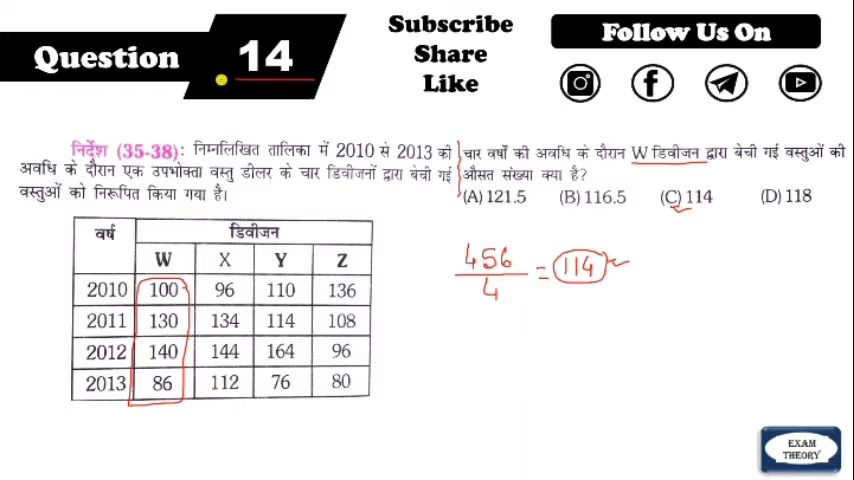 Question 14
Subscribe
Share
Like
Follow Us On
निर्देश (35-38): निम्नलिखित तालिका में 2010 से 2013 की
अवधि के दौरान एक उपभोक्ता वस्तु डीलर के चार डिवीजनों द्वारा बेची गई
वस्तुओं को निरूपित किया गया है।
चार वर्षों की अवधि के दौरान W डिवीजन द्वारा बेची गई वस्तुओं की
औसत संख्या क्या है?
(A) 121.5 (B) 116.5 (C) 114 (D) 118
वर्ष डिवीजन
W X Y Z
2010 100 96 110 136
2011 130 134 114 108
2012 140 144 164 96
2013 86 112 76 80
456
4
= 114
EXAM
THEORY